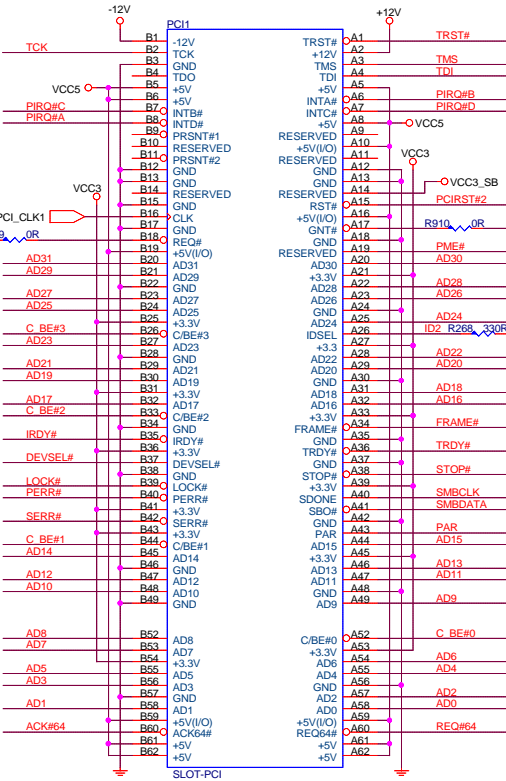 -12V
+12V
PCI1
B1 -12V TRST# A1 TRST#
TCK B2 TCK +12V A2
B3 GND TMS A3 TMS
B4 TDO TDI A4 TDI
VCC5 B5 +5V +5V A5
B6 +5V INTA# A6 PIRQ#B
PIRQ#C B7 INTB# INTC# A7 PIRQ#D
PIRQ#A B8 INTD# +5V A8 VCC5
B9 PRSNT#1 RESERVED A9
B10 RESERVED +5V(I/O) A10
B11 PRSNT#2 RESERVED A11
VCC3
B12 GND GND A12
B13 GND GND A13
B14 RESERVED RESERVED A14 VCC3_SB
VCC3
B15 GND RST# A15 PCIRST#2
PCI_CLK1 B16 CLK +5V(I/O) A16
B17 GND GNT# A17 R910 0R
9 0R B18 REQ# GND A18
B19 +5V(I/O) RESERVED A19 PME#
AD31 B20 AD31 AD30 A20 AD30
AD29 B21 AD29 +3.3V A21
B22 GND AD28 A22 AD28
AD27 B23 AD27 AD26 A23 AD26
AD25 B24 AD25 GND A24
B25 +3.3V AD24 A25 AD24
C_BE#3 B26 C/BE#3 IDSEL A26 ID2 R268 330R
AD23 B27 AD23 +3.3 A27
B28 GND AD22 A28 AD22
AD21 B29 AD21 AD20 A29 AD20
AD19 B30 AD19 GND A30
B31 +3.3V AD18 A31 AD18
AD17 B32 AD17 AD16 A32 AD16
C_BE#2 B33 C/BE#2 +3.3V A33
B34 GND FRAME# A34 FRAME#
IRDY# B35 IRDY# GND A35
B36 +3.3V TRDY# A36 TRDY#
DEVSEL# B37 DEVSEL# GND A37
B38 GND STOP# A38 STOP#
LOCK# B39 LOCK# +3.3V A39
PERR# B40 PERR# SDONE A40 SMBCLK
B41 +3.3V SBO# A41 SMBDATA
SERR# B42 SERR# GND A42
B43 +3.3V PAR A43 PAR
C_BE#1 B44 C/BE#1 AD15 A44 AD15
AD14 B45 AD14 +3.3V A45
B46 GND AD13 A46 AD13
AD12 B47 AD12 AD11 A47 AD11
AD10 B48 AD10 GND A48
B49 GND AD9 A49 AD9
AD8 B52 AD8 C/BE#0 A52 C_BE#0
AD7 B53 AD7 +3.3V A53
B54 +3.3V AD6 A54 AD6
AD5 B55 AD5 AD4 A55 AD4
AD3 B56 AD3 GND A56
B57 GND AD2 A57 AD2
AD1 B58 AD1 AD0 A58 AD0
B59 +5V(I/O) +5V(I/O) A59
ACK#64 B60 ACK64# REQ64# A60 REQ#64
B61 +5V +5V A61
B62 +5V +5V A62
SLOT-PCI